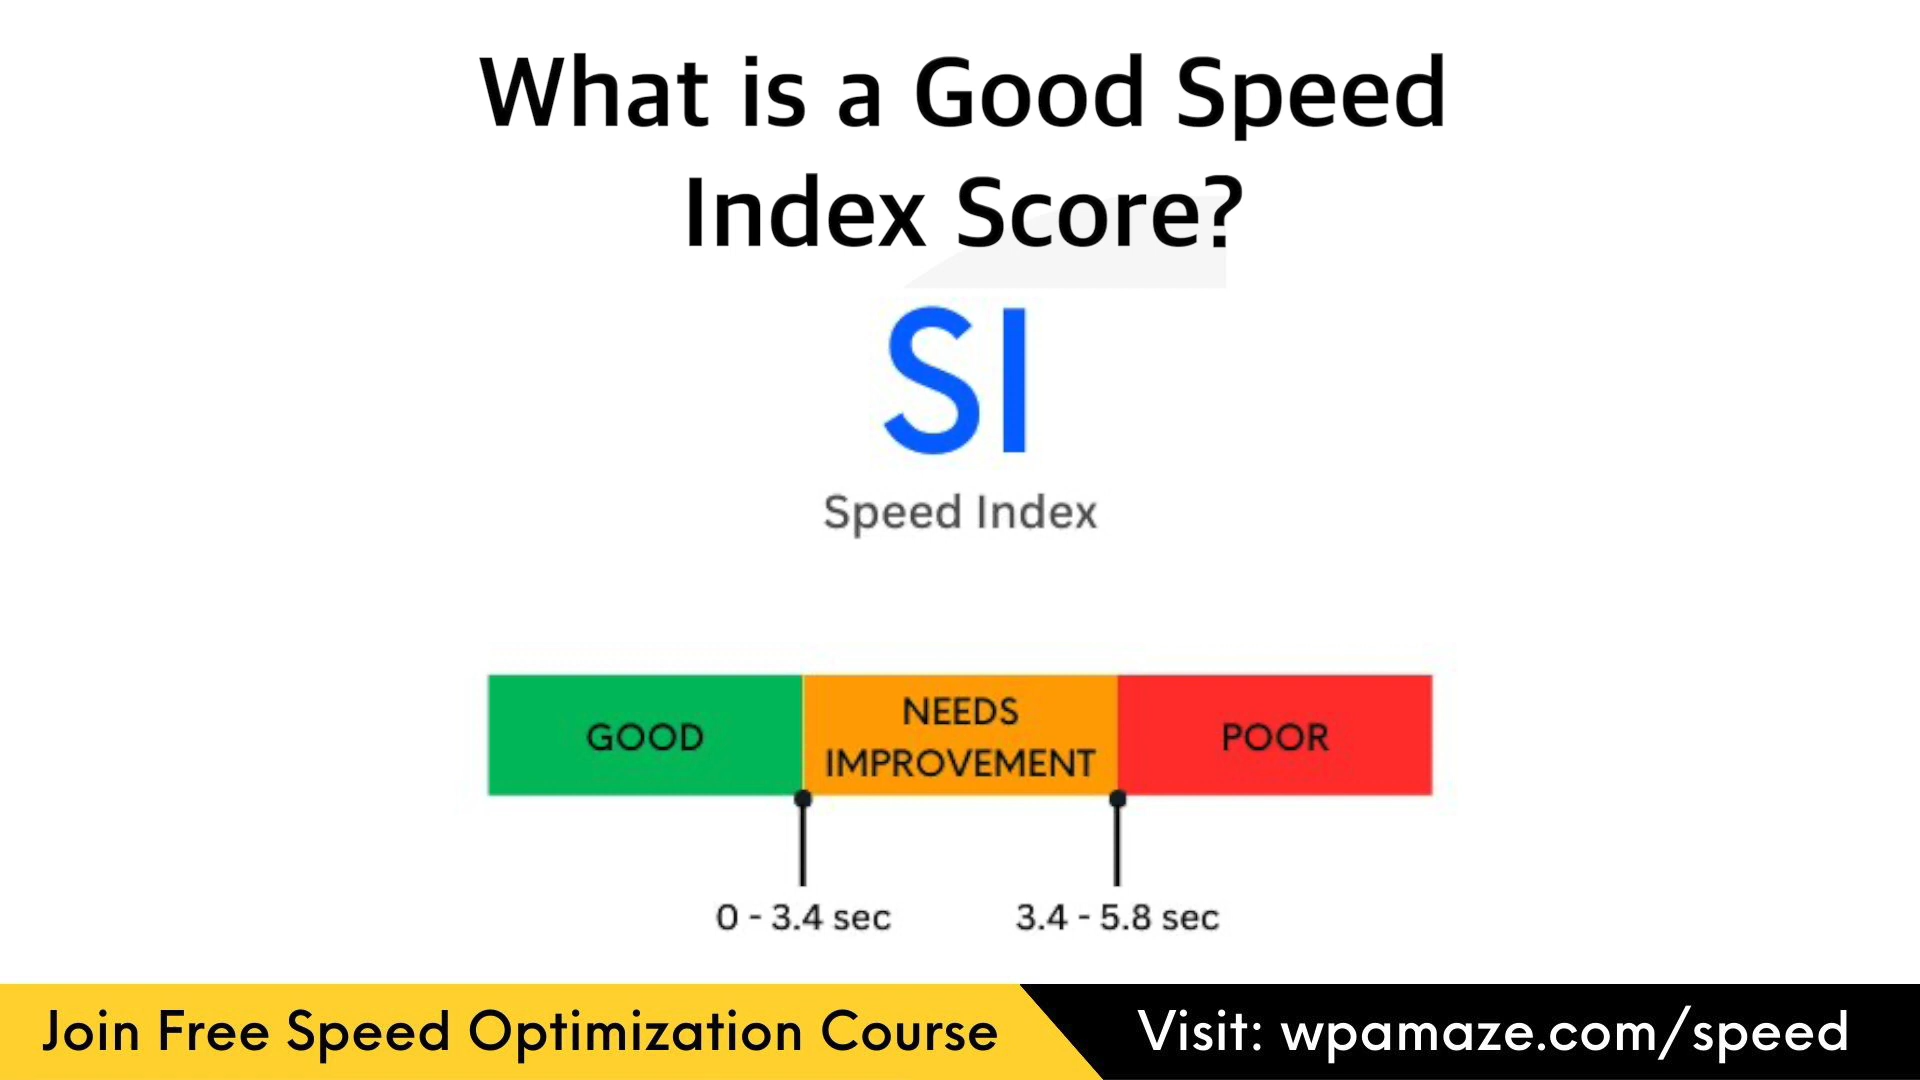 What is a Good Speed
Index Score?
SI
Speed Index
GOOD
NEEDS
IMPROVEMENT
POOR
0 - 3.4 sec
3.4 - 5.8 sec
Join Free Speed Optimization Course
Visit: wpamaze.com/speed